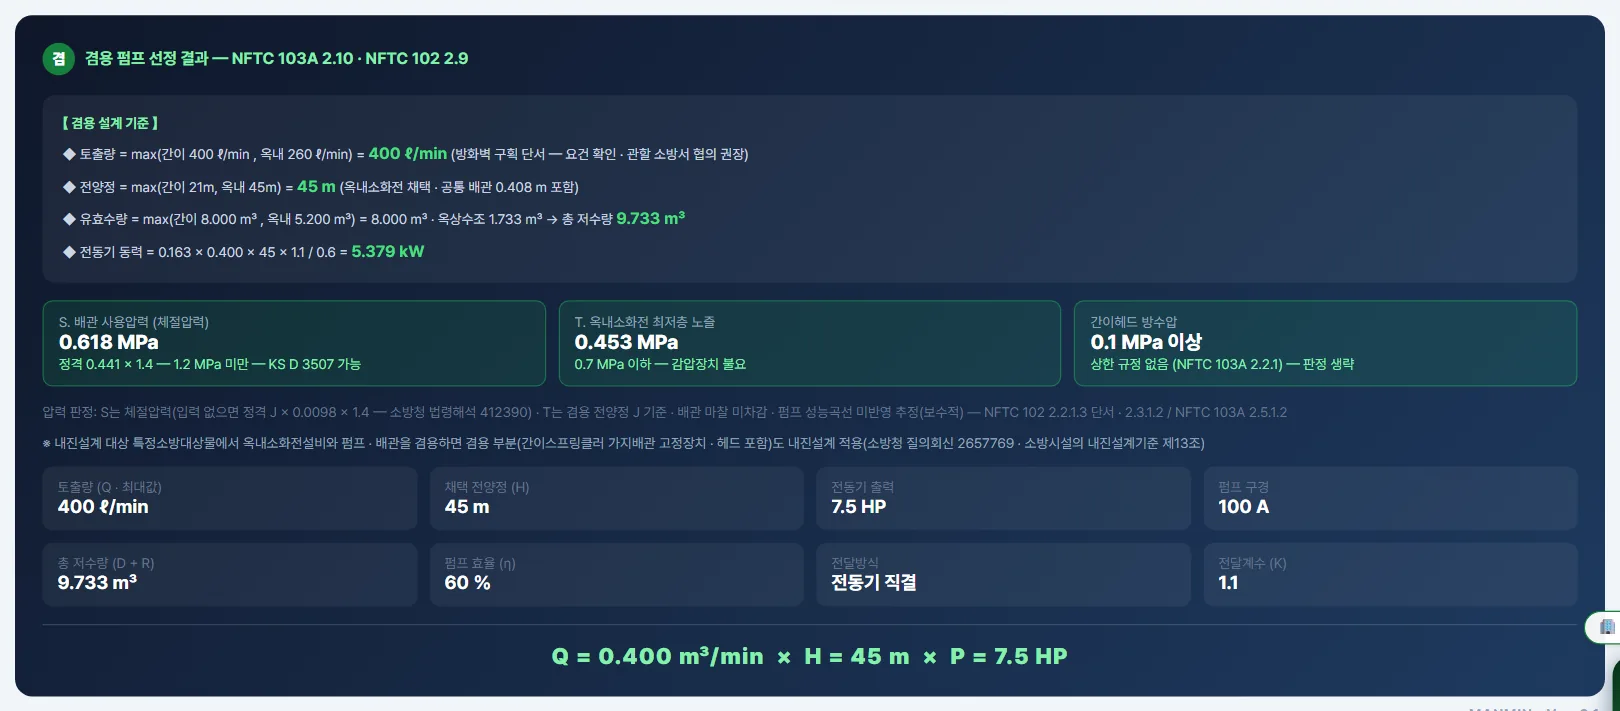 겸 겸용 펌프 선정 결과 — NFTC 103A 2.10 · NFTC 102 2.9
【 겸용 설계 기준 】
◆ 토출량 = max(간이 400 ℓ/min , 옥내 260 ℓ/min) = 400 ℓ/min (방화벽 구획 단서 — 요건 확인 · 관할 소방서 협의 권장)
◆ 전양정 = max(간이 21m, 옥내 45m) = 45 m (옥내소화전 채택 · 공통 배관 0.408 m 포함)
◆ 유효수량 = max(간이 8.000 m³ , 옥내 5.200 m³) = 8.000 m³ · 옥상수조 1.733 m³ → 총 저수량 9.733 m³
◆ 전동기 동력 = 0.163 × 0.400 × 45 × 1.1 / 0.6 = 5.379 kW
S. 배관 사용압력 (체절압력)
0.618 MPa
정격 0.441 × 1.4 — 1.2 MPa 미만 — KS D 3507 가능
T. 옥내소화전 최저층 노즐
0.453 MPa
0.7 MPa 이하 — 감압장치 불요
간이헤드 방수압
0.1 MPa 이상
상한 규정 없음 (NFTC 103A 2.2.1) — 판정 생략
압력 판정: S는 체절압력(입력 없으면 정격 J × 0.0098 × 1.4 — 소방청 법령해석 412390) · T는 겸용 전양정 J 기준 · 배관 마찰 미차감 · 펌프 성능곡선 미반영 추정(보수적) — NFTC 102 2.2.1.3 단서 · 2.3.1.2 / NFTC 103A 2.5.1.2
※ 내진설계 대상 특정소방대상물에서 옥내소화전설비와 펌프 · 배관을 겸용하면 겸용 부분(간이스프링클러 가지배관 고정장치 · 헤드 포함)도 내진설계 적용(소방청 질의회신 2657769 · 소방시설의 내진설계기준 제13조)
토출량 (Q · 최대값)
400 ℓ/min
채택 전양정 (H)
45 m
전동기 출력
7.5 HP
펌프 구경
100 A
총 저수량 (D + R)
9.733 m³
펌프 효율 (η)
60 %
전달방식
전동기 직결
전달계수 (K)
1.1
Q = 0.400 m³/min × H = 45 m × P = 7.5 HP